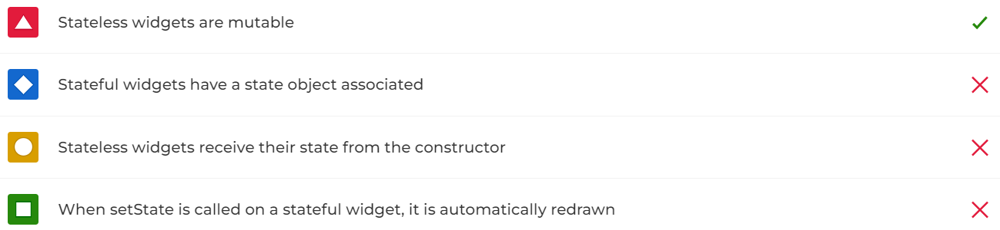 Stateless widgets are mutable
Stateful widgets have a state object associated
Stateless widgets receive their state from the constructor
When setState is called on a stateful widget, it is automatically redrawn